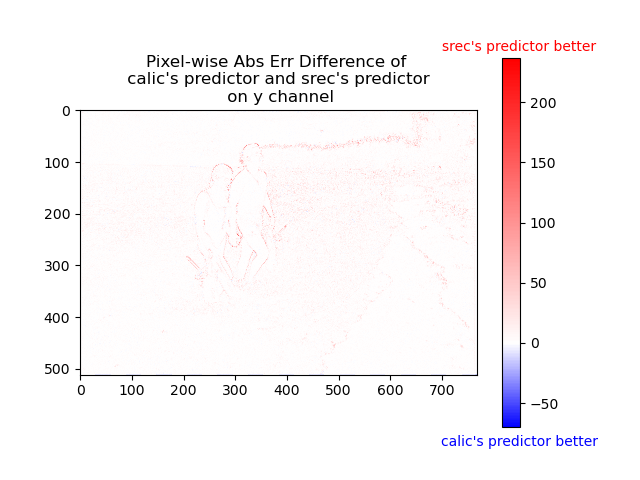 srec's predictor better
Pixel-wise Abs Err Difference of
calic's predictor and srec's predictor
on y channel
0
100
200
300
400
500
0 100 200 300 400 500 600 700
200
150
100
50
0
−50
calic's predictor better